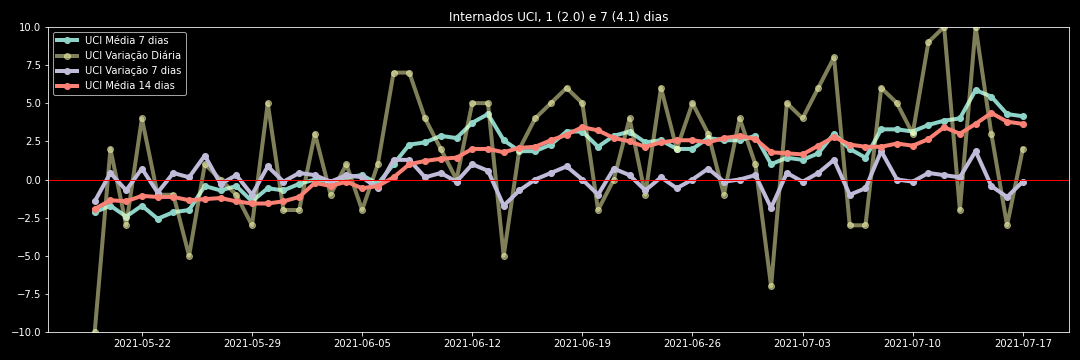 Internados UCI, 1 (2.0) e 7 (4.1) dias
UCI Média 7 dias
UCI Variação Diária
UCI Variação 7 dias
UCI Média 14 dias
10.0
7.5
5.0
2.5
0.0
−2.5
−5.0
−7.5
−10.0
2021-05-22 2021-05-29 2021-06-05 2021-06-12 2021-06-19 2021-06-26 2021-07-03 2021-07-10 2021-07-17